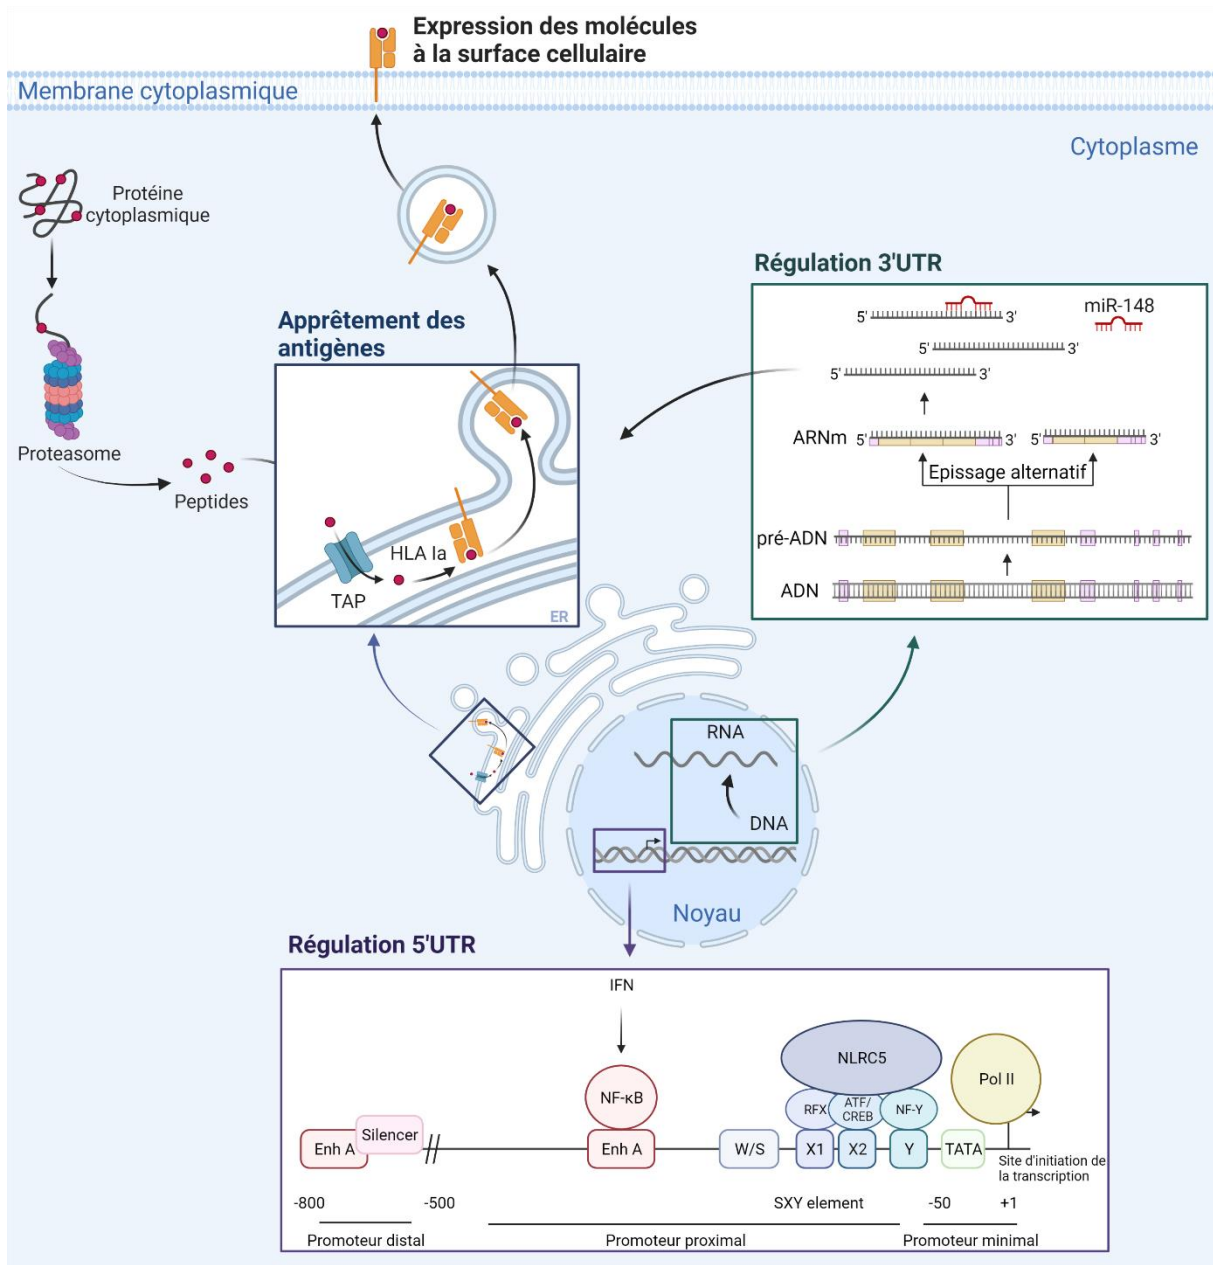 Expression des molécules
à la surface cellulaire
Membrane cytoplasmique
Cytoplasme
Protéine
cytoplasmique
Proteasome
Peptides
Apprêtement des
antigènes
HLA Ia
TAP
ER
Régulation 3'UTR
miR-148
5' 3'
5' 3'
5' 3'
ARNm 5' 3' 5' 3'
Epissage alternatif
pré-ADN
ADN
RNA
DNA
Noyau
Régulation 5'UTR
IFN
NLRC5
NF-κB
RFX
ATF/
CREB
NF-Y
Pol II
Enh A
Silencer
Enh A
W/S
X1
X2
Y
TATA
Site d'initiation de
la transcription
-800 -500 SXY element -50 +1
Promoteur distal Promoteur proximal Promoteur minimal